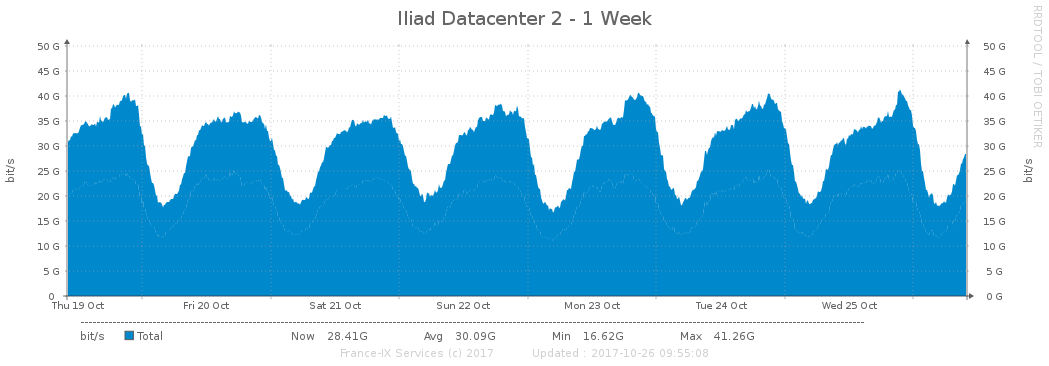 Iliad Datacenter 2 - 1 Week
RRDTOOL / TOBI OETIKER
bit/s
50 G 50 G
45 G 45 G
40 G 40 G
35 G 35 G
30 G 30 G
25 G 25 G
20 G 20 G
15 G 15 G
10 G 10 G
5 G 5 G
0 0 G
bit/s
Thu 19 Oct Fri 20 Oct Sat 21 Oct Sun 22 Oct Mon 23 Oct Tue 24 Oct Wed 25 Oct
bit/s Total Now 28.41G Avg 30.09G Min 16.62G Max 41.26G
France-IX Services (c) 2017 Updated : 2017-10-26 09:55:08